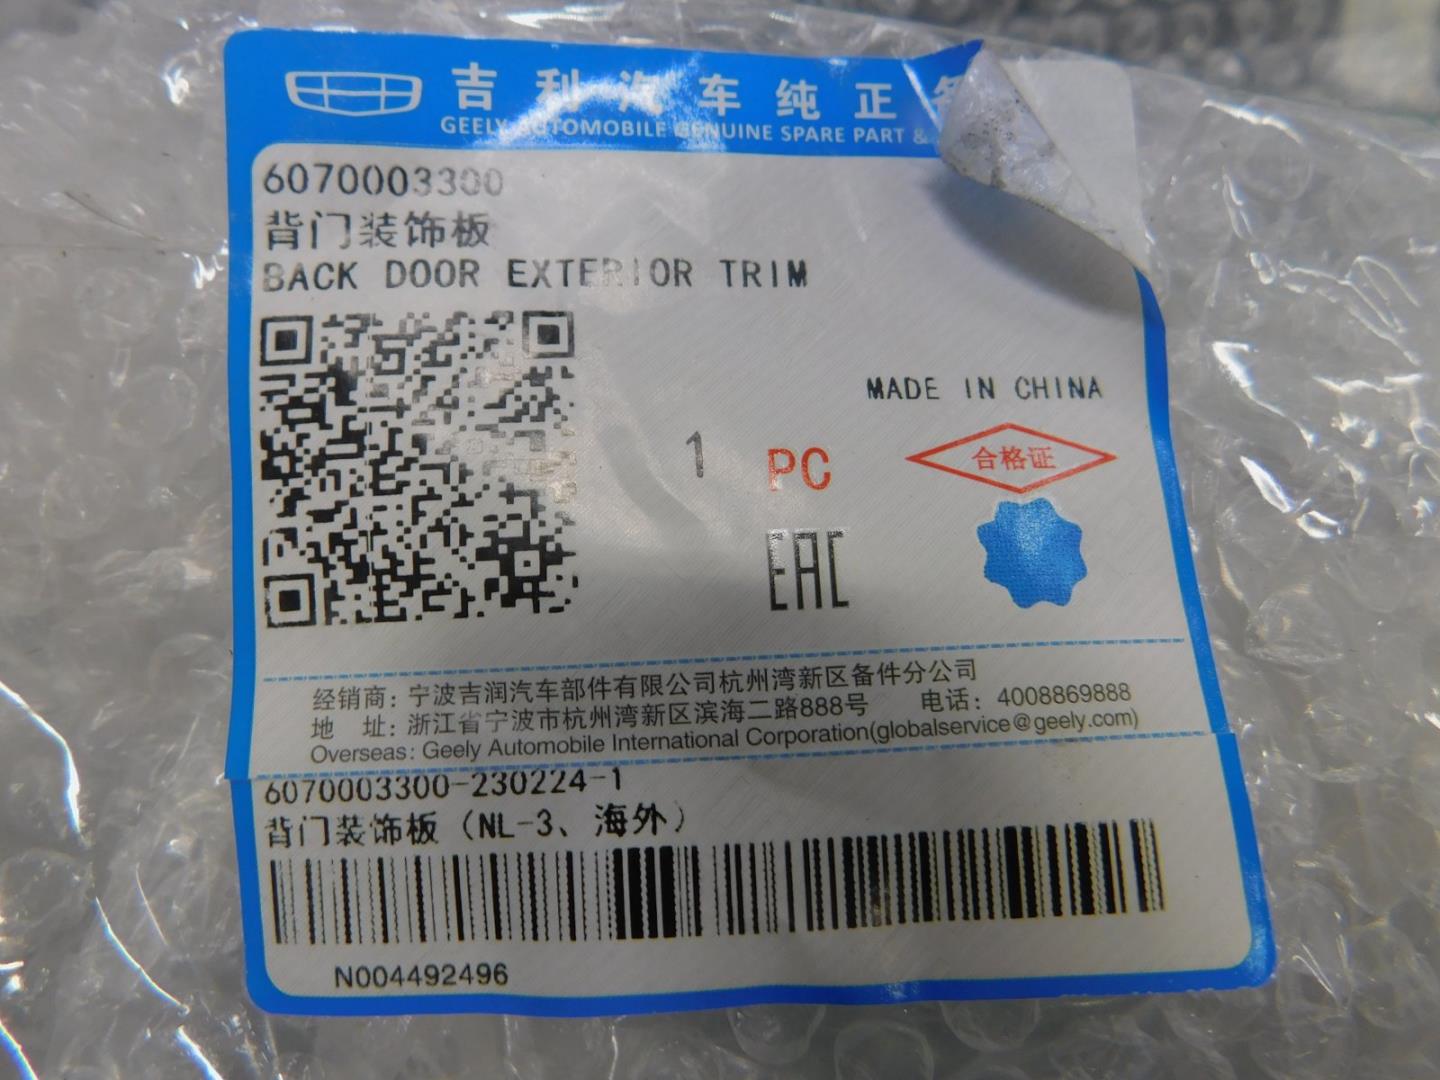 吉利汽车纯正
GEELY AUTOMOBILE GENUINE SPARE PART &
6070003300
背门装饰板
BACK DOOR EXTERIOR TRIM
MADE IN CHINA
1 PC
合格证
EAC
经销商：宁波吉润汽车部件有限公司杭州湾新区备件分公司
地 址：浙江省宁波市杭州湾新区滨海二路888号 电话：4008869888
Overseas: Geely Automobile International Corporation(globalservice@geely.com)
6070003300-230224-1
背门装饰板（NL-3、海外）
N004492496